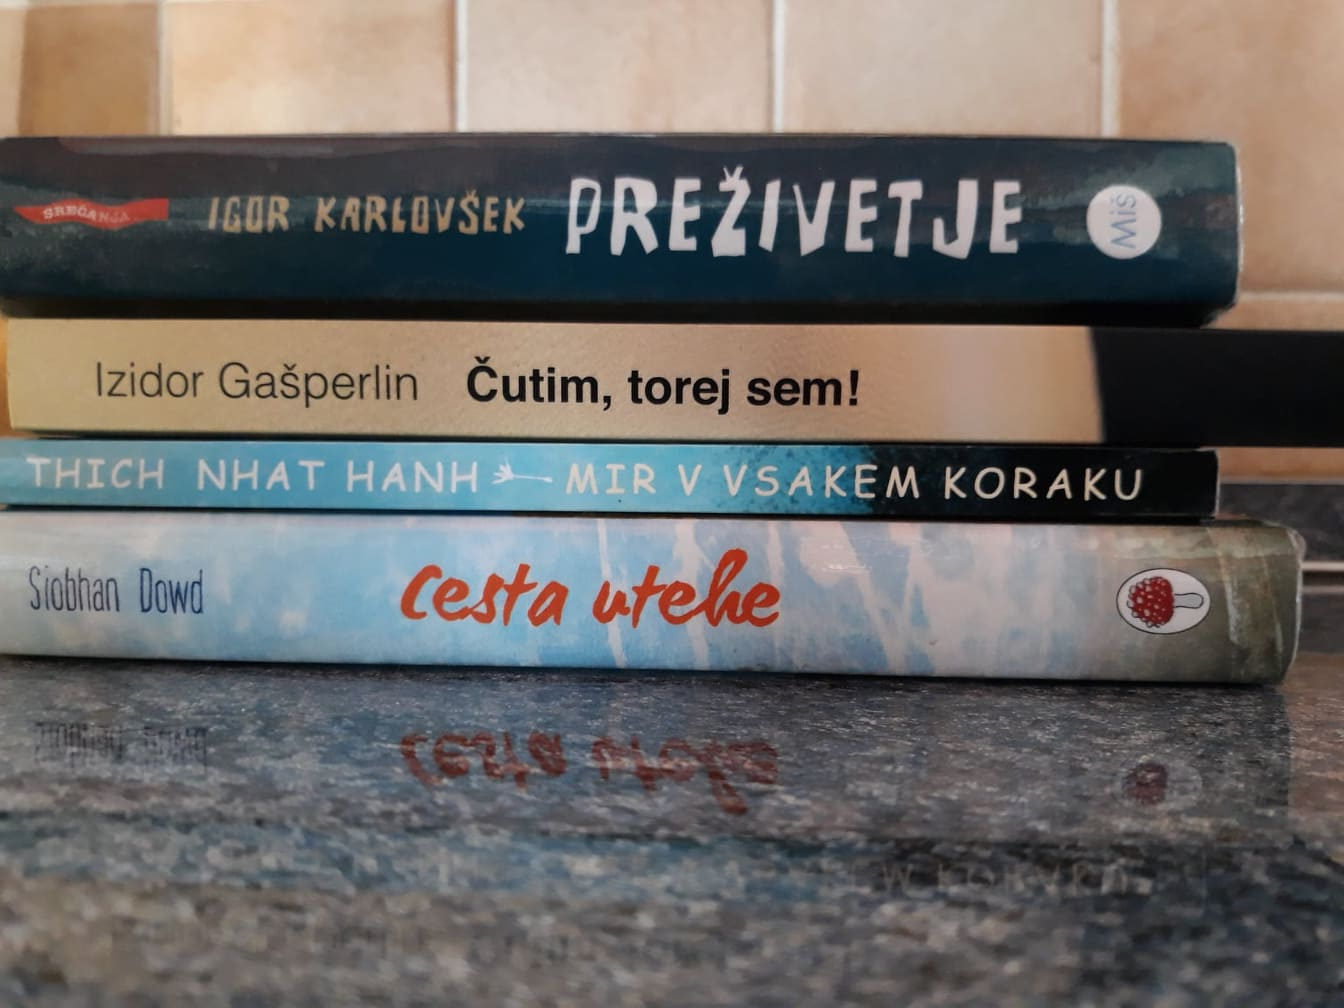 SREČANJA IGOR KARLOVŠEK PREŽIVETJE Miš
Izidor Gašperlin Čutim, torej sem!
THICH NHAT HANH MIR V VSAKEM KORAKU
Siobhan Dowd cesta utehe